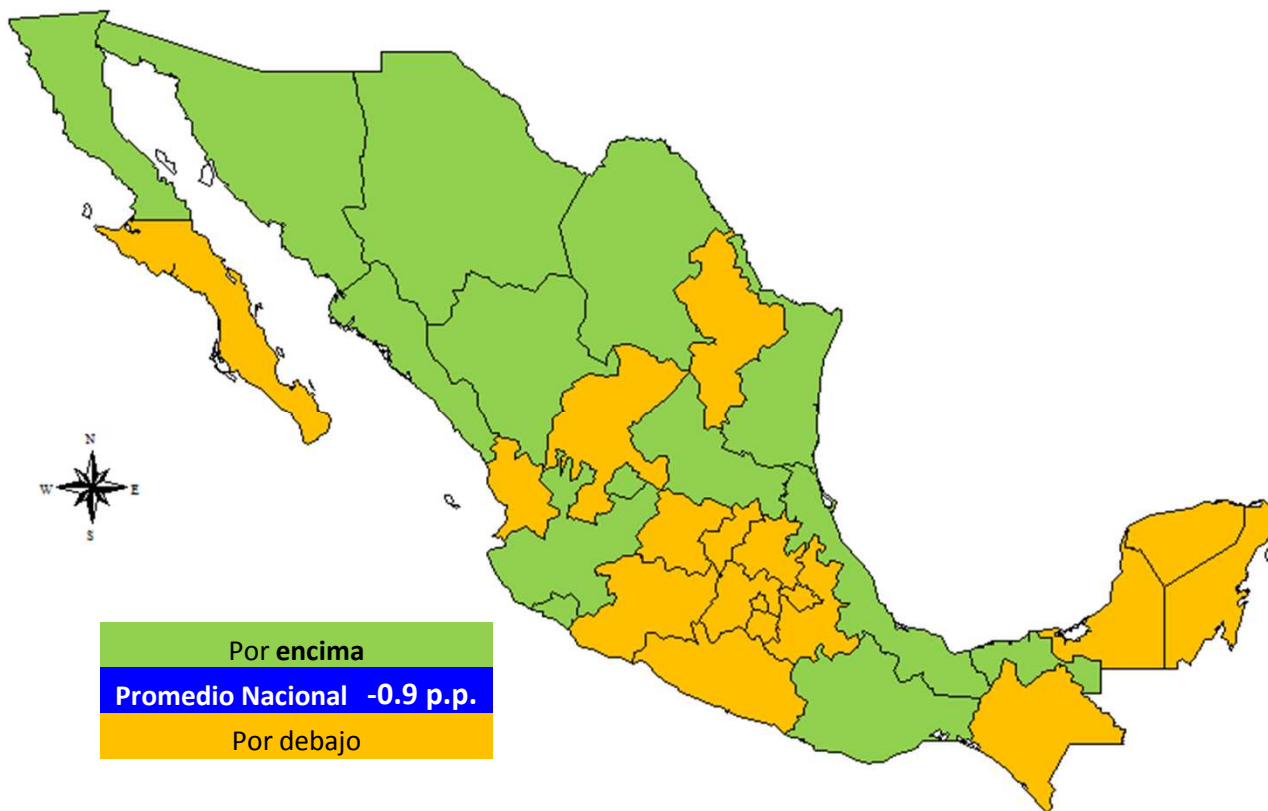 N
W E
S
Por encima
Promedio Nacional -0.9 p.p.
Por debajo